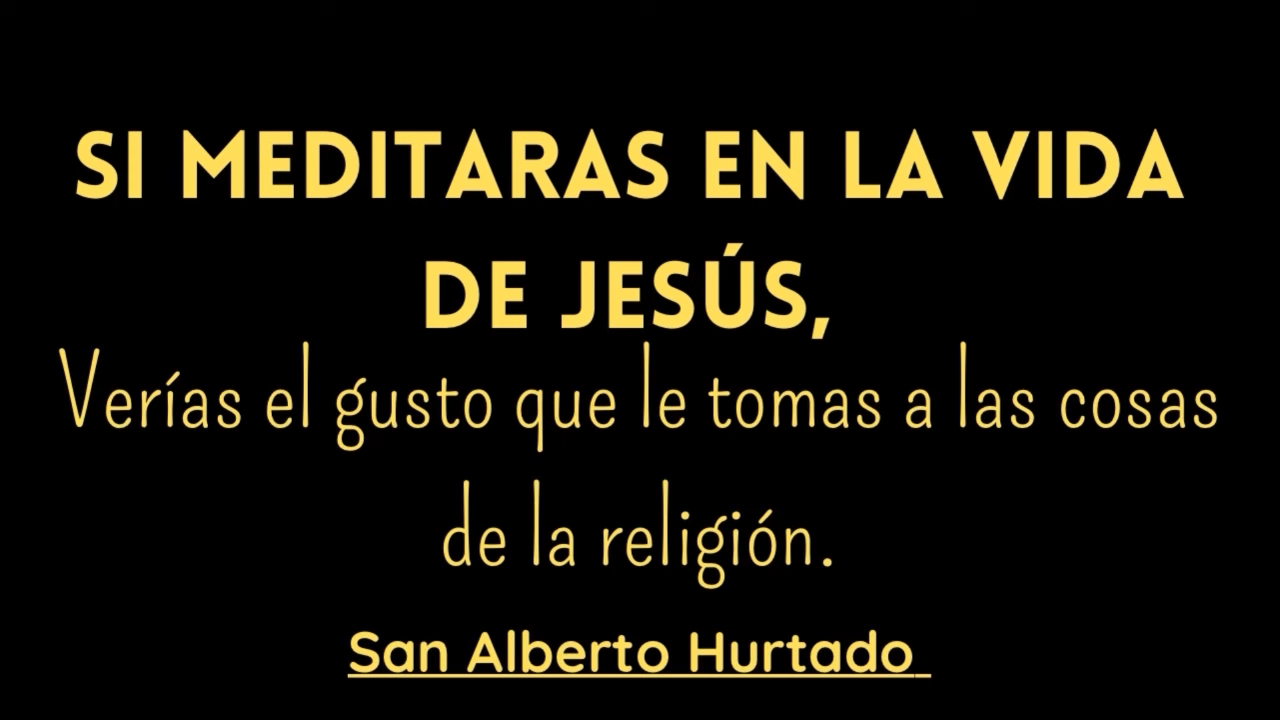 SI MEDITARAS EN LA VIDA
DE JESÚS,
Verías el gusto que le tomas a las cosas
de la religión.
San Alberto Hurtado